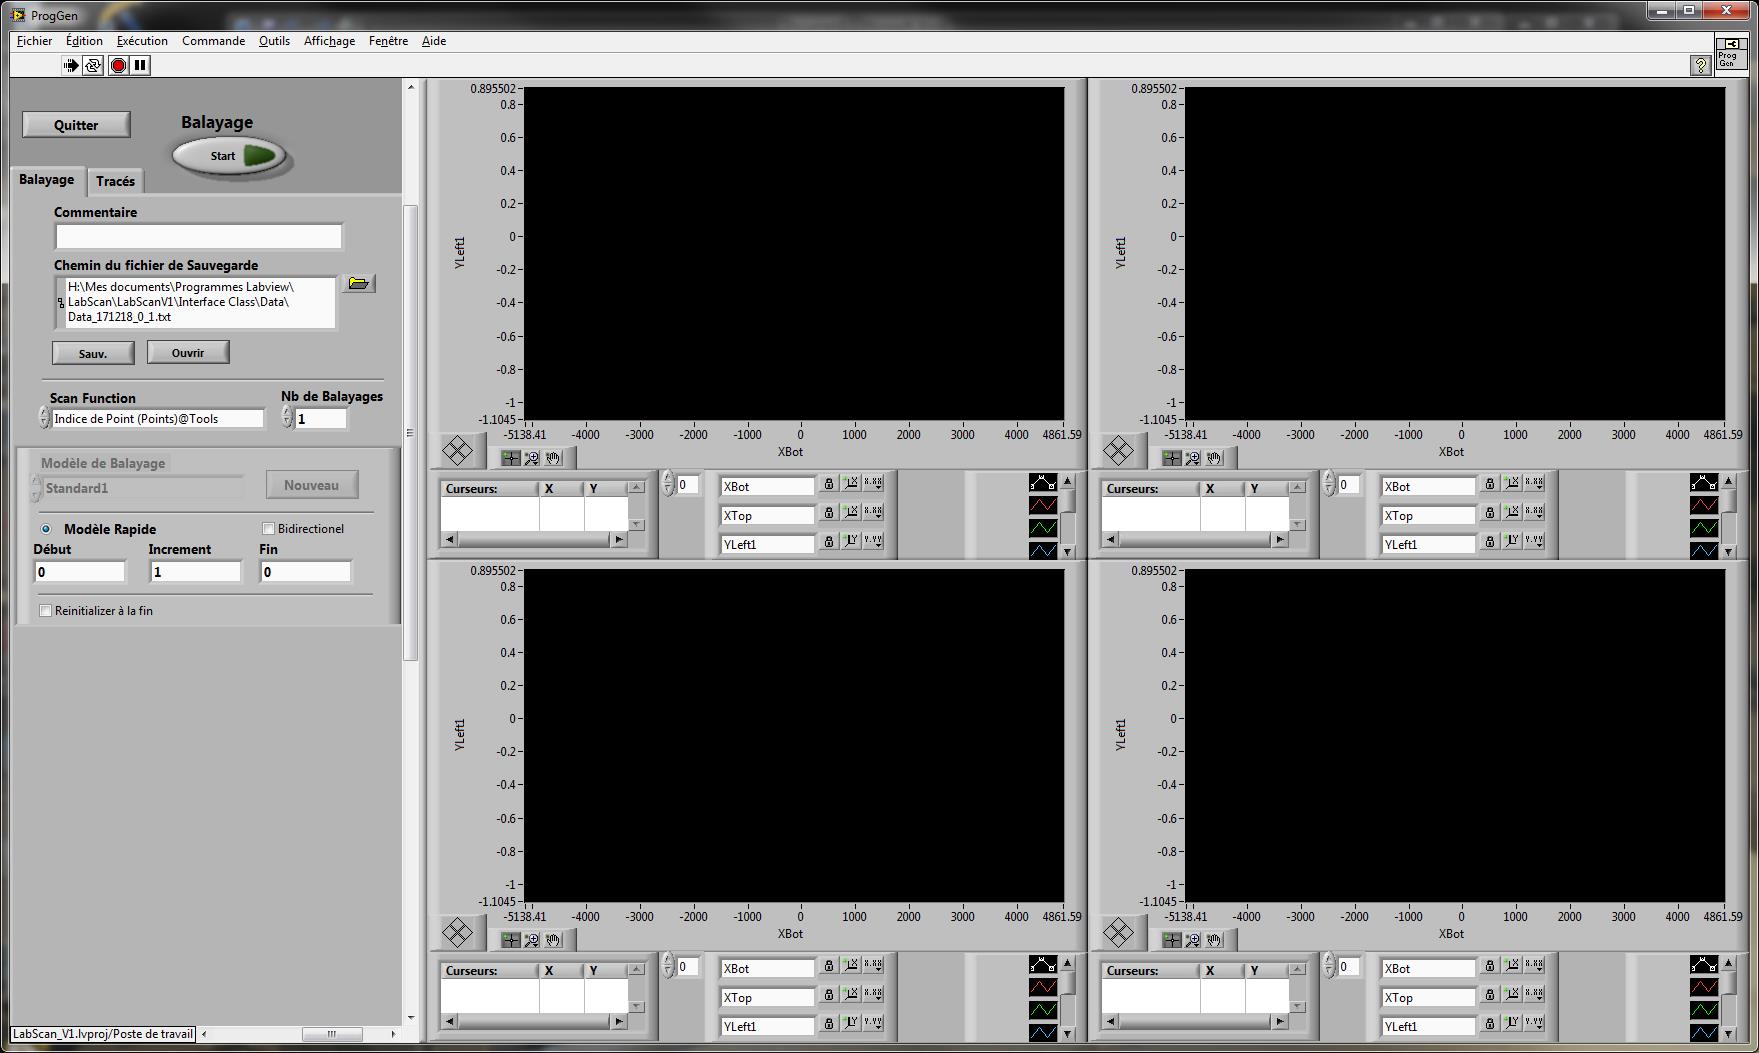 ProgGen
Fichier Édition Exécution Commande Outils Affichage Fenêtre Aide
?
Prog
Gen
Quitter
Balayage
Start
Balayage Tracés
Commentaire
Chemin du fichier de Sauvegarde
H:\Mes documents\Programmes Labview\
LabScan\LabScanV1\Interface Class\Data\
Data_171218_0_1.txt
Sauv. Ouvrir
Scan Function Nb de Balayages
Indice de Point (Points)@Tools 1
Modèle de Balayage
Standard1 Nouveau
Modèle Rapide Bidirectionel
Début Increment Fin
0 1 0
Reinitializer à la fin
LabScan_V1.lvproj/Poste de travail
0.895502
0.8
0.6
0.4
0.2
0
-0.2
-0.4
-0.6
-0.8
-1
-1.1045
YLeft1
-5138.41 -4000 -3000 -2000 -1000 0 1000 2000 3000 4000 4861.59
XBot
Curseurs: X Y
0
XBot X.XX
XTop X.XX
YLeft1 Y.YY
0.895502
0.8
0.6
0.4
0.2
0
-0.2
-0.4
-0.6
-0.8
-1
-1.1045
YLeft1
-5138.41 -4000 -3000 -2000 -1000 0 1000 2000 3000 4000 4861.59
XBot
Curseurs: X Y
0
XBot X.XX
XTop X.XX
YLeft1 Y.YY
0.895502
0.8
0.6
0.4
0.2
0
-0.2
-0.4
-0.6
-0.8
-1
-1.1045
YLeft1
-5138.41 -4000 -3000 -2000 -1000 0 1000 2000 3000 4000 4861.59
XBot
Curseurs: X Y
0
XBot X.XX
XTop X.XX
YLeft1 Y.YY
0.895502
0.8
0.6
0.4
0.2
0
-0.2
-0.4
-0.6
-0.8
-1
-1.1045
YLeft1
-5138.41 -4000 -3000 -2000 -1000 0 1000 2000 3000 4000 4861.59
XBot
Curseurs: X Y
0
XBot X.XX
XTop X.XX
YLeft1 Y.YY